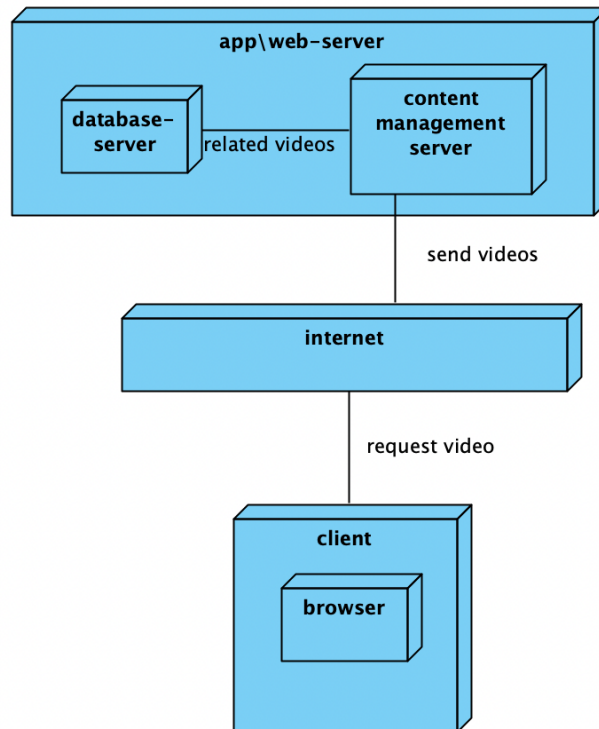 app\web-server
database-
server
related videos
content
management
server
send videos
internet
request video
client
browser